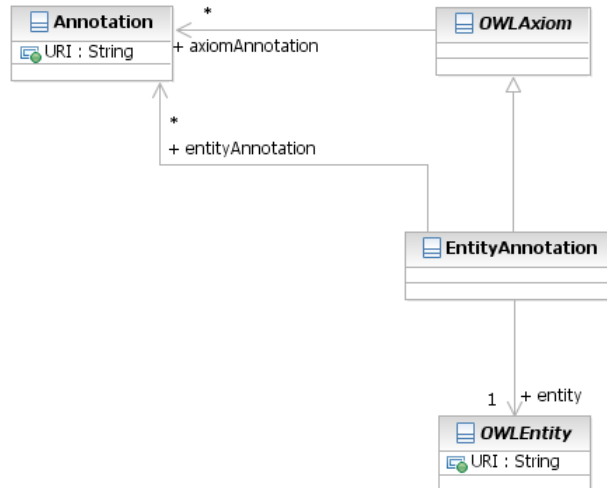 Annotation
URI : String
*
+ axiomAnnotation
OWLAxiom
*
+ entityAnnotation
EntityAnnotation
1
+ entity
OWLEntity
URI : String